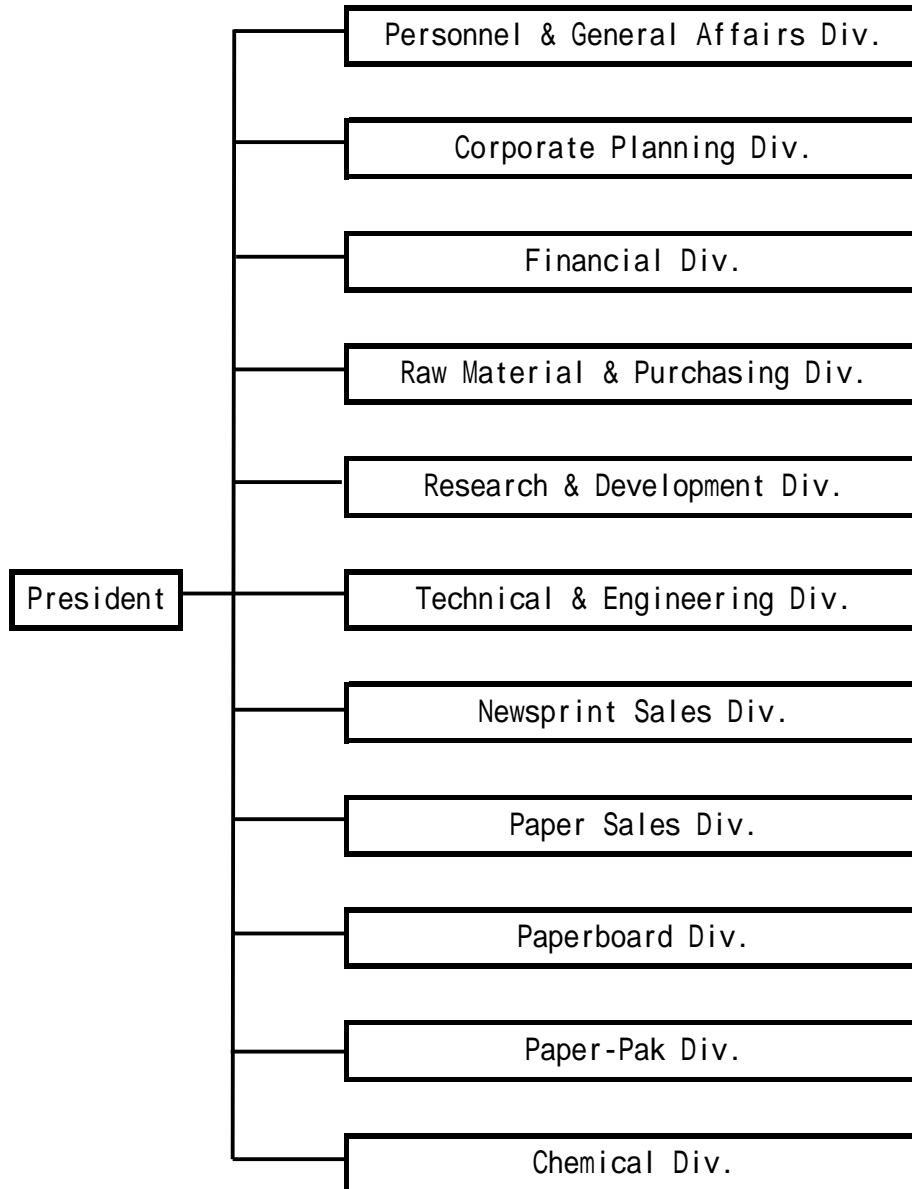 Personnel & General Affairs Div.
Corporate Planning Div.
Financial Div.
Raw Material & Purchasing Div.
Research & Development Div.
President
Technical & Engineering Div.
Newsprint Sales Div.
Paper Sales Div.
Paperboard Div.
Paper-Pak Div.
Chemical Div.